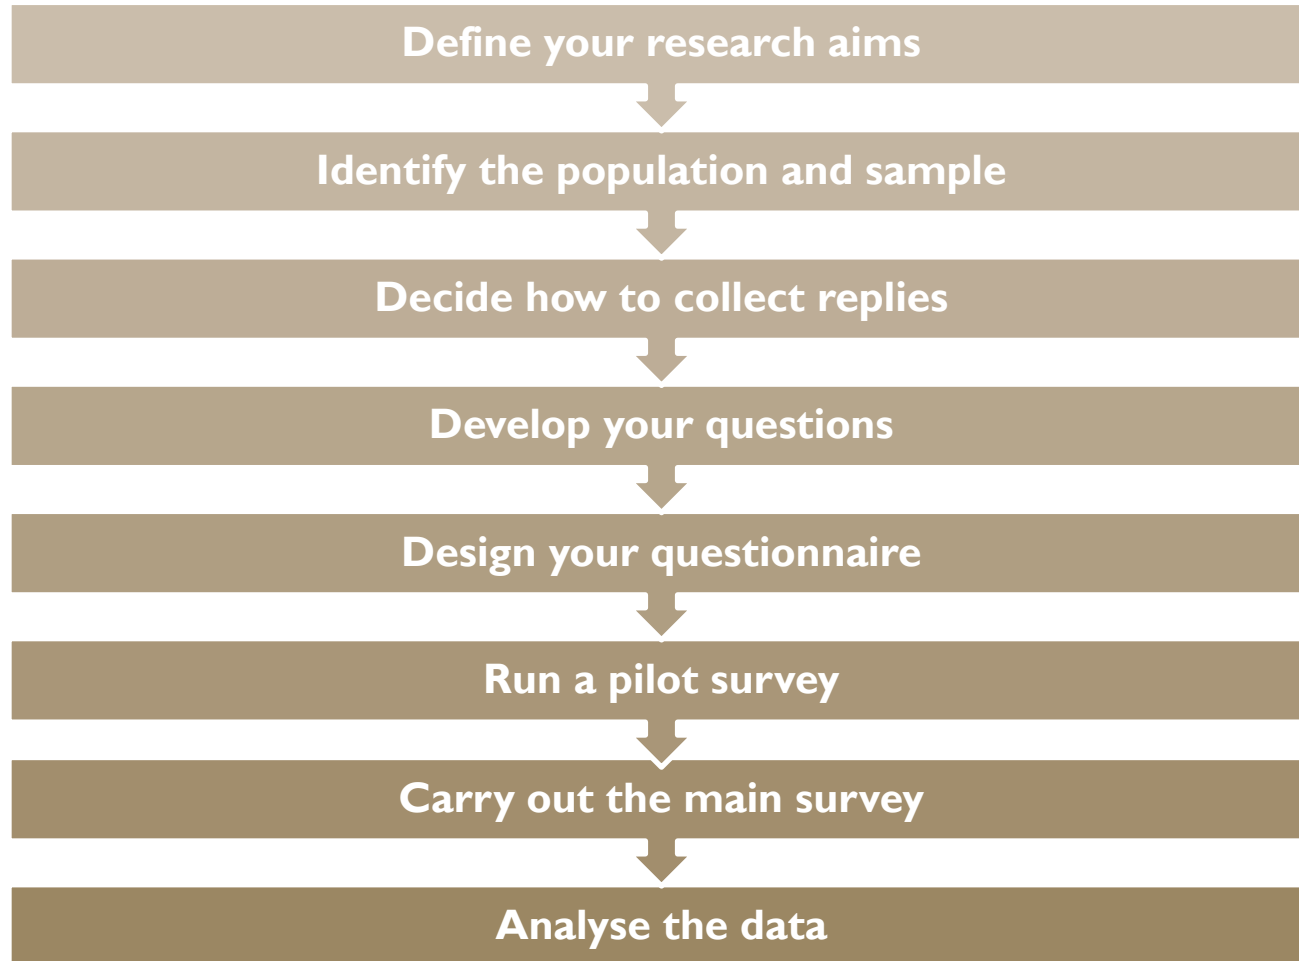 Define your research aims
Identify the population and sample
Decide how to collect replies
Develop your questions
Design your questionnaire
Run a pilot survey
Carry out the main survey
Analyse the data